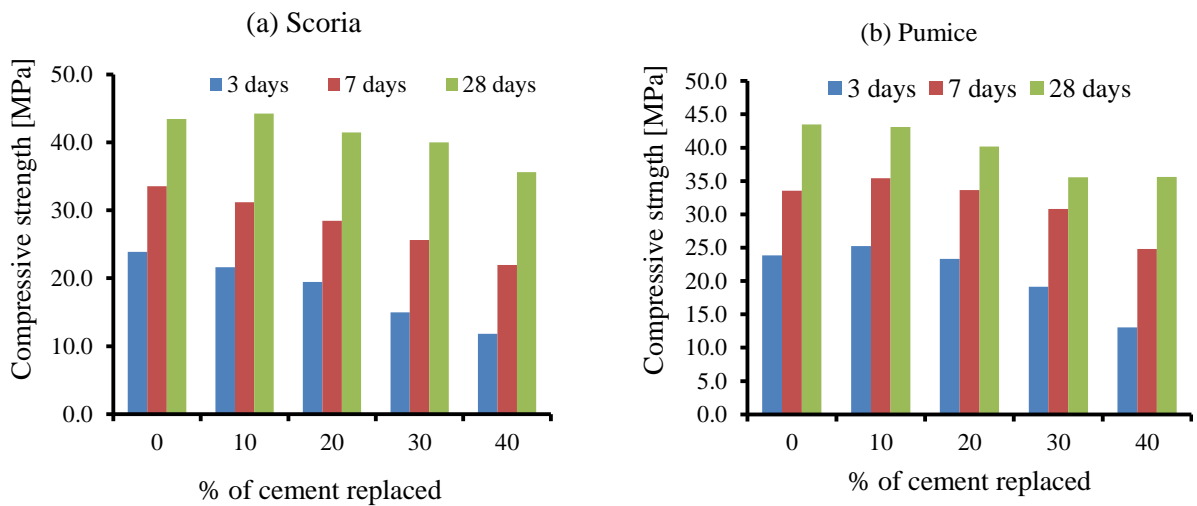 (a) Scoria
Compressive strength [MPa]
50.0
40.0
30.0
20.0
10.0
0.0
3 days 7 days 28 days
0 10 20 30 40
% of cement replaced
(b) Pumice
Compressive strngth [MPa]
50.0
45.0
40.0
35.0
30.0
25.0
20.0
15.0
10.0
5.0
0.0
3 days 7 days 28 days
0 10 20 30 40
% of cement replaced